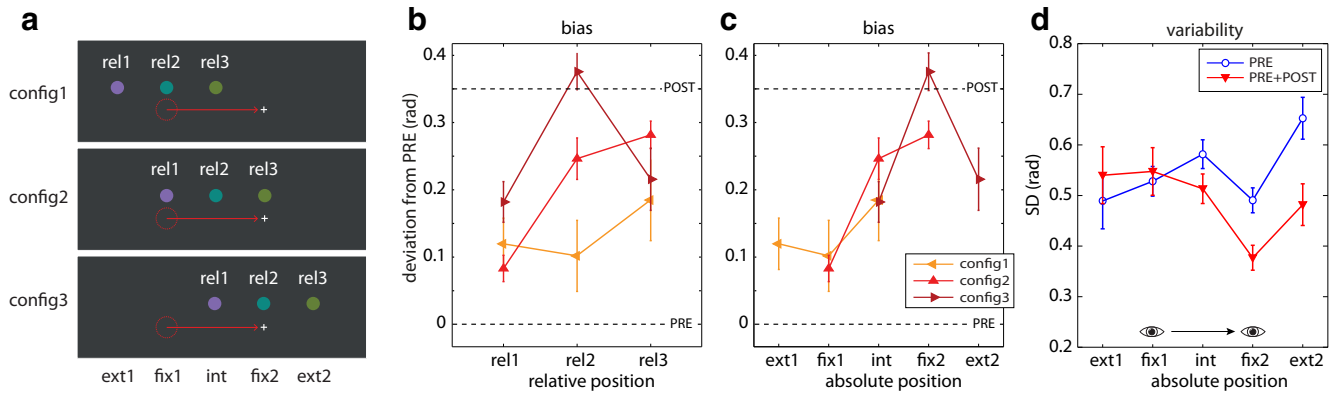 a
config1
rel1 rel2 rel3
+
config2
rel1 rel2 rel3
+
config3
rel1 rel2 rel3
+
ext1 fix1 int fix2 ext2
b
bias
deviation from PRE (rad)
0.4
0.3
0.2
0.1
0
POST
PRE
rel1 rel2 rel3
relative position
c
bias
0.4
0.3
0.2
0.1
0
POST
config1
config2
config3
PRE
ext1 fix1 int fix2 ext2
absolute position
d
variability
SD (rad)
0.8
0.7
0.6
0.5
0.4
0.3
0.2
PRE
PRE+POST
ext1 fix1 int fix2 ext2
absolute position